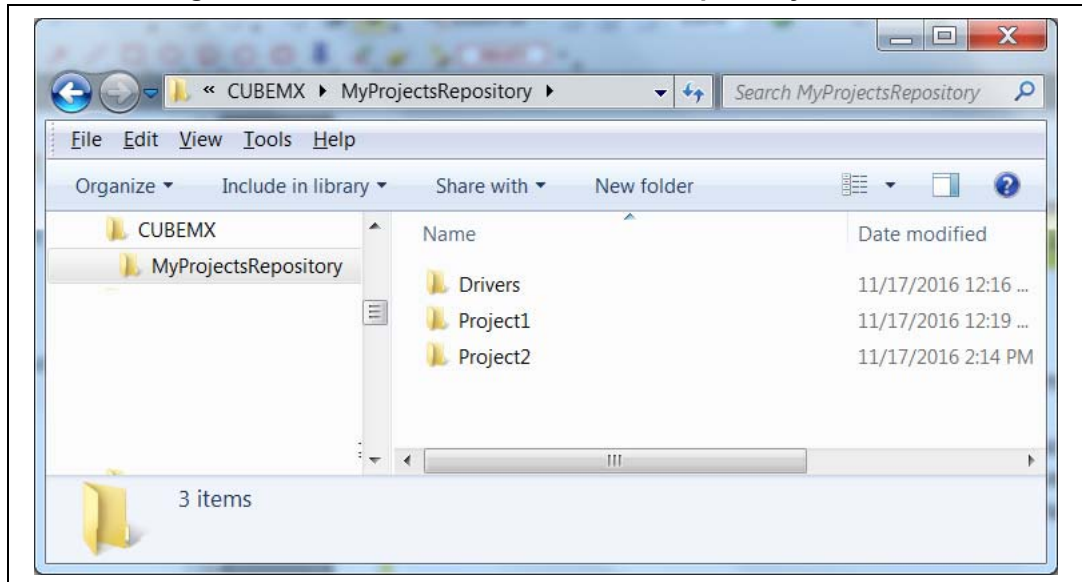 « CUBEMX ▸ MyProjectsRepository ▸ Search MyProjectsRepository
File Edit View Tools Help
Organize ▾ Include in library ▾ Share with ▾ New folder
CUBEMX
MyProjectsRepository
Name Date modified
Drivers 11/17/2016 12:16 ...
Project1 11/17/2016 12:19 ...
Project2 11/17/2016 2:14 PM
3 items